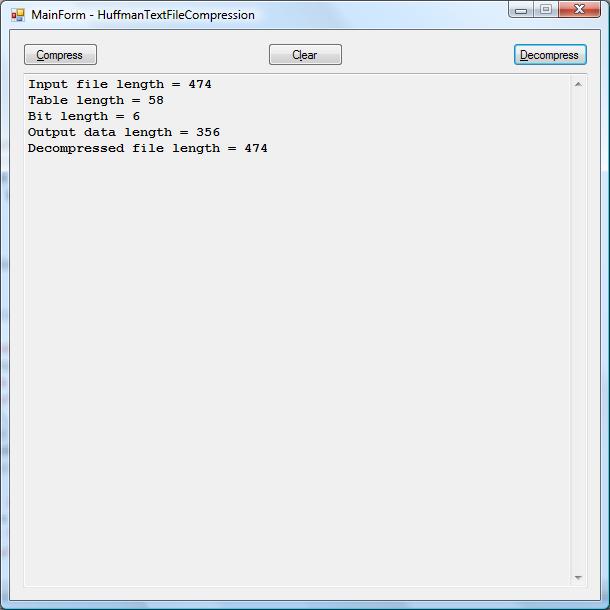 MainForm - HuffmanTextFileCompression
Compress Clear Decompress
Input file length = 474
Table length = 58
Bit length = 6
Output data length = 356
Decompressed file length = 474